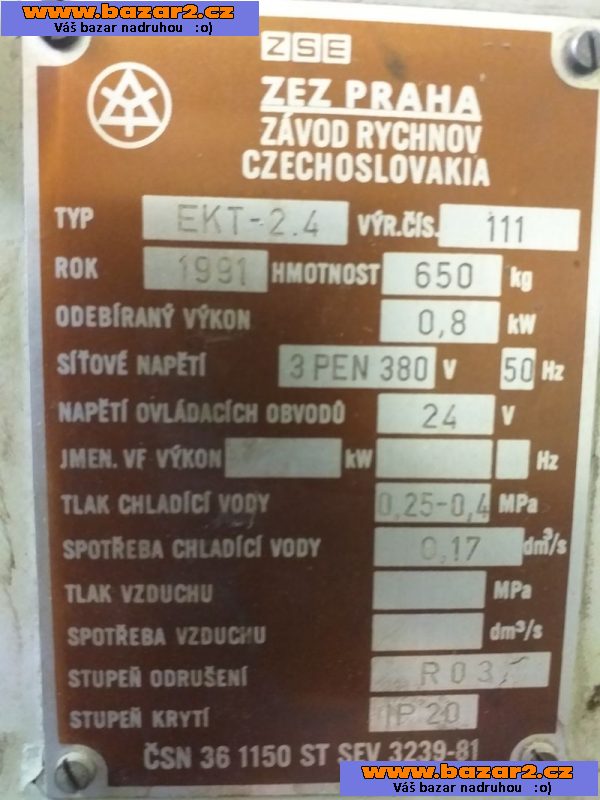 www.bazar2.cz
Váš bazar nadruhou :o)
ZSE
ZEZ PRAHA
ZÁVOD RYCHNOV
CZECHOSLOVAKIA
TYP EKT-2.4 VÝR.ČÍS. 111
ROK 1991 HMOTNOST 650 kg
ODEBÍRANÝ VÝKON 0,8 kW
SÍŤOVÉ NAPĚTÍ 3 PEN 380 V 50 Hz
NAPĚTÍ OVLÁDACÍCH OBVODŮ 24 V
JMEN. VF VÝKON kW Hz
TLAK CHLADÍCÍ VODY 0,25-0,4 MPa
SPOTŘEBA CHLADÍCÍ VODY 0,17 dm³/s
TLAK VZDUCHU MPa
SPOTŘEBA VZDUCHU dm³/s
STUPEŇ ODRUŠENÍ R03
STUPEŇ KRYTÍ IP 20
ČSN 36 1150 ST SEV 3239-81
www.bazar2.cz
Váš bazar nadruhou :o)